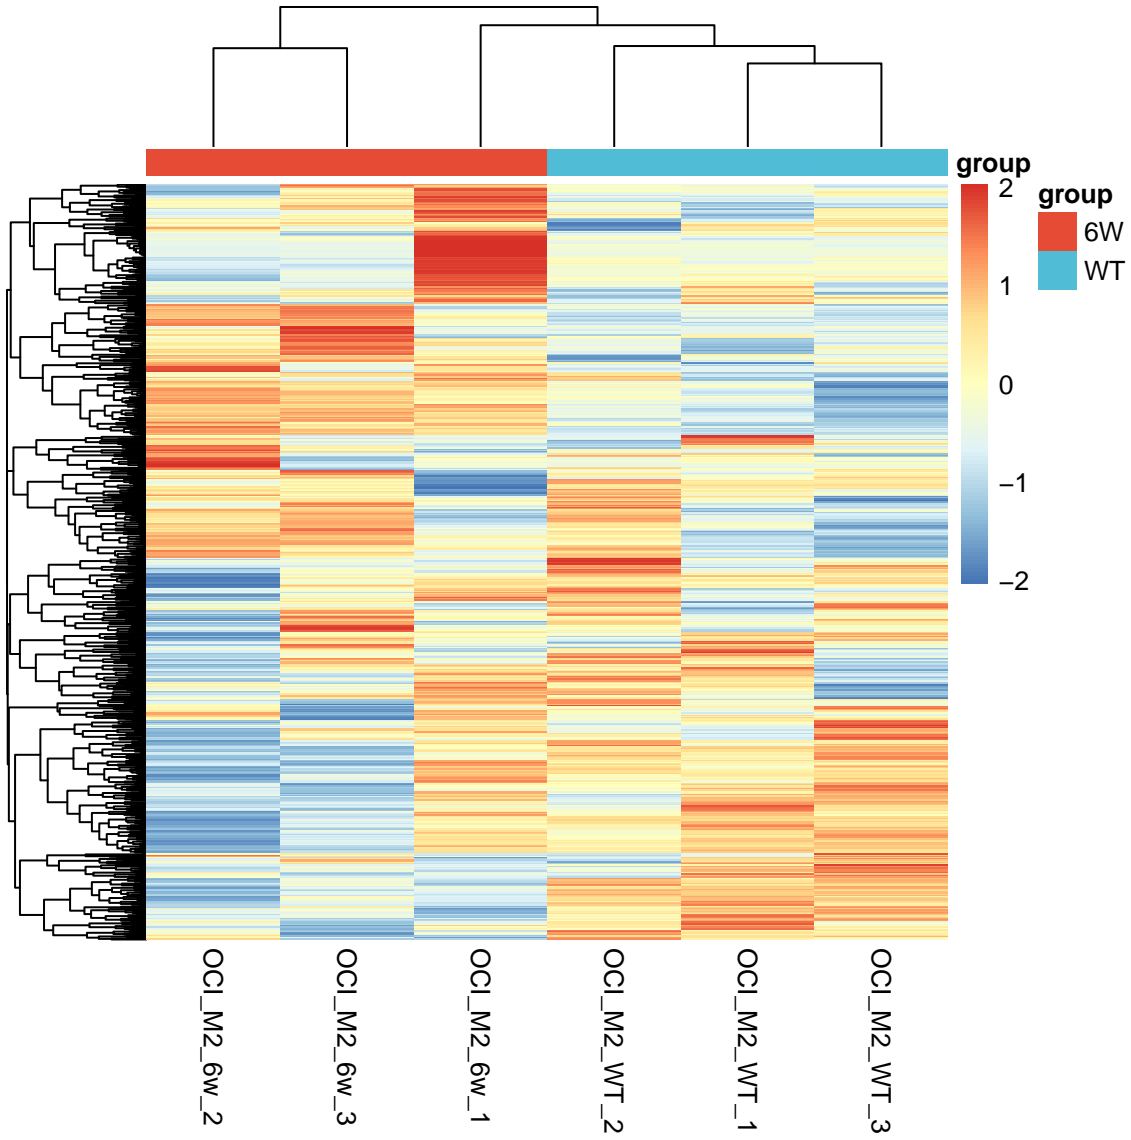 group
2
1
0
−1
−2
group
6W
WT
OCI_M2_6w_2
OCI_M2_6w_3
OCI_M2_6w_1
OCI_M2_WT_2
OCI_M2_WT_1
OCI_M2_WT_3